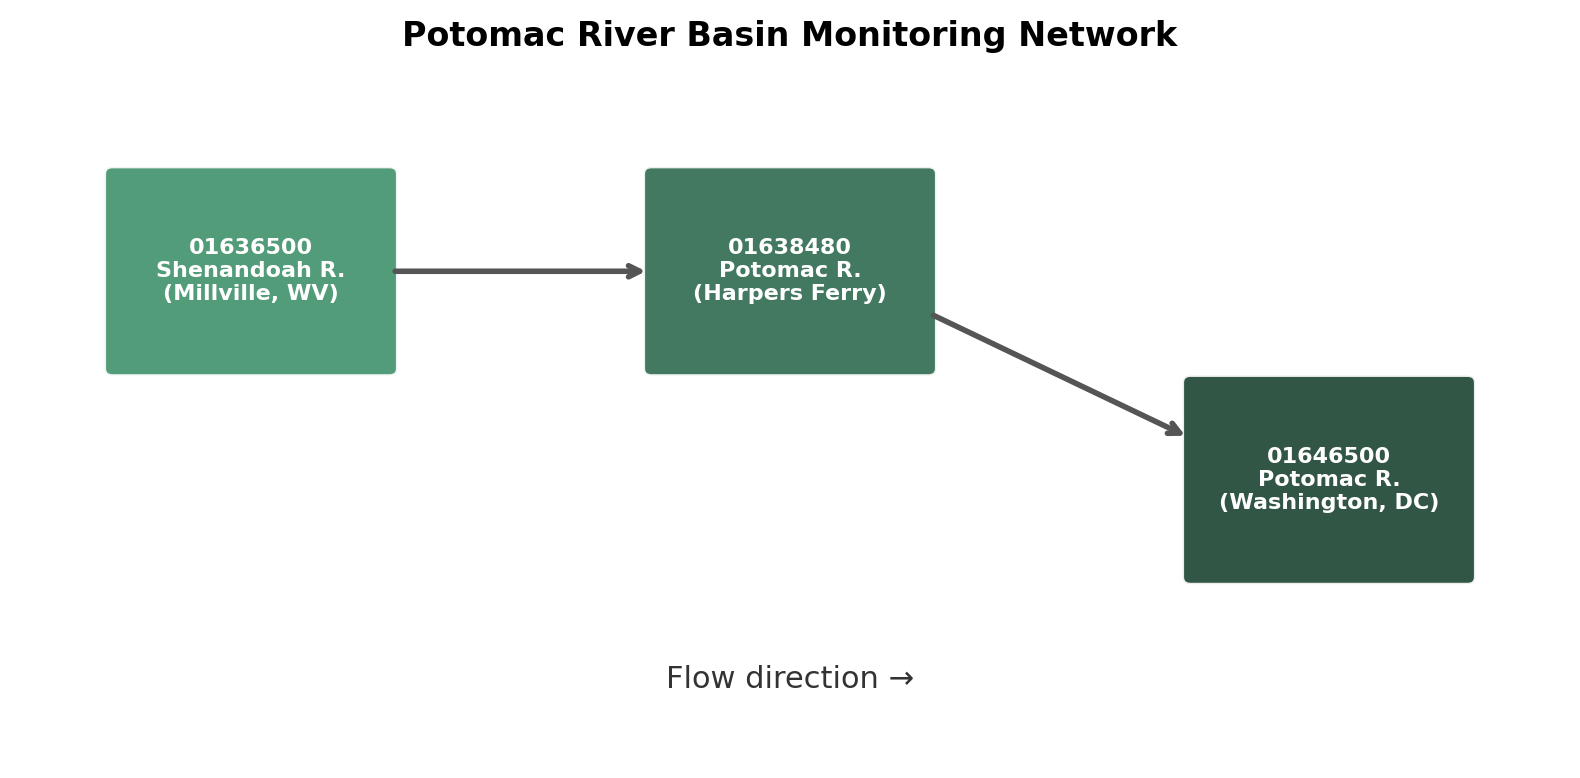 Potomac River Basin Monitoring Network
01636500
Shenandoah R.
(Millville, WV)
01638480
Potomac R.
(Harpers Ferry)
01646500
Potomac R.
(Washington, DC)
Flow direction →